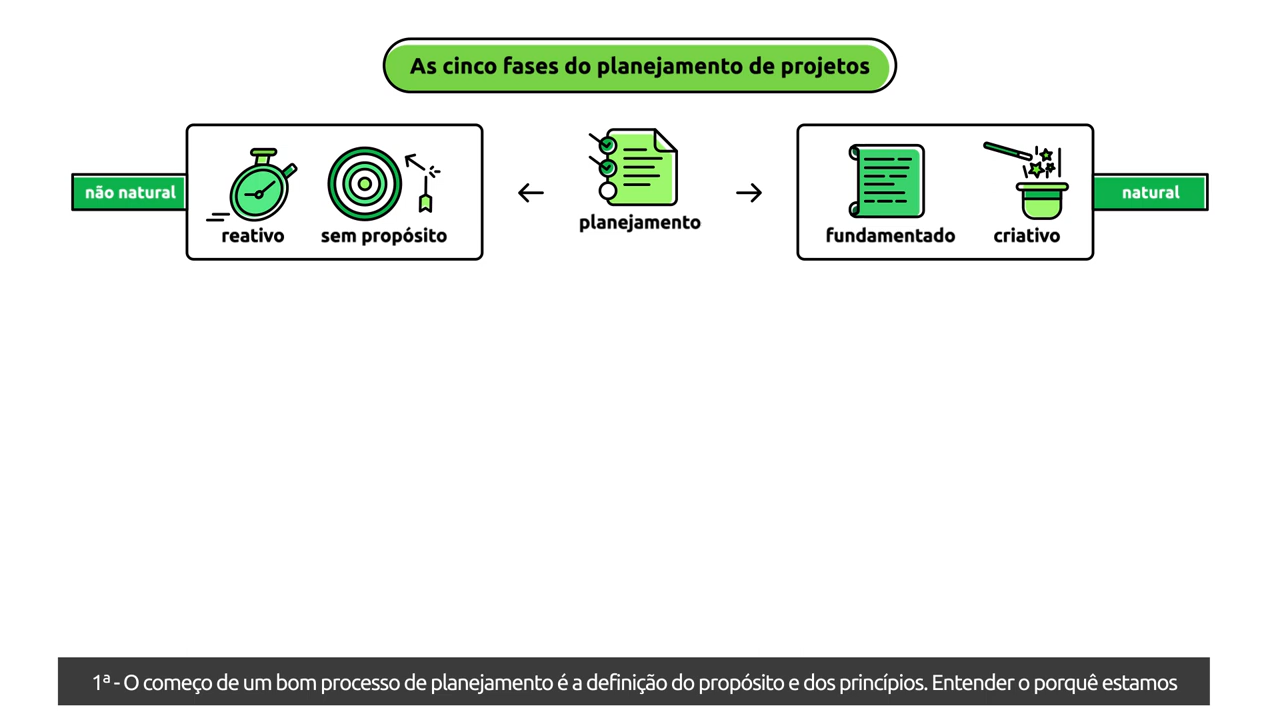 As cinco fases do planejamento de projetos
não natural
reativo
sem propósito
planejamento
fundamentado
criativo
natural
1ª - O começo de um bom processo de planejamento é a definição do propósito e dos princípios. Entender o porquê estamos